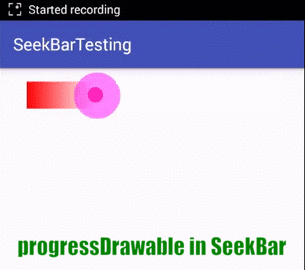 Started recording
SeekBarTesting
progressDrawable in SeekBar